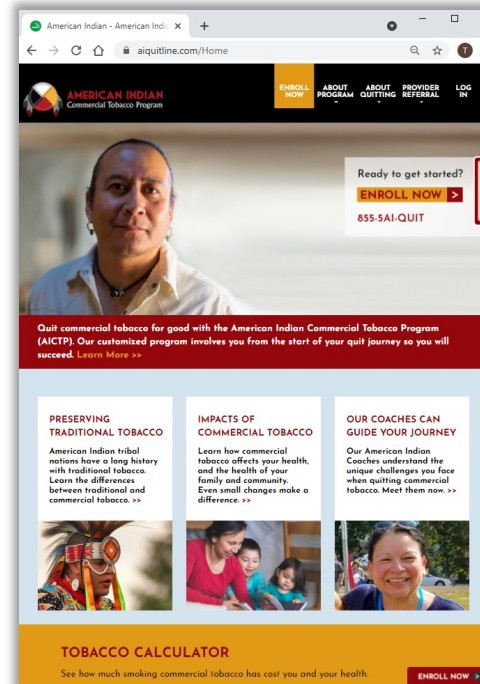 American Indian - American Indi
aiquitline.com/Home
T
AMERICAN INDIAN
Commercial Tobacco Program
ENROLL
NOW
ABOUT
PROGRAM
ABOUT
QUITTING
PROVIDER
REFERRAL
LOG
IN
Ready to get started?
ENROLL NOW >
855-5AI-QUIT
Quit commercial tobacco for good with the American Indian Commercial Tobacco Program
(AICTP). Our customized program involves you from the start of your quit journey so you will
succeed. Learn More >>
PRESERVING
TRADITIONAL TOBACCO
American Indian tribal
nations have a long history
with traditional tobacco.
Learn the differences
between traditional and
commercial tobacco. >>
IMPACTS OF
COMMERCIAL TOBACCO
Learn how commercial
tobacco affects your health,
and the health of your
family and community.
Even small changes make a
difference. >>
OUR COACHES CAN
GUIDE YOUR JOURNEY
Our American Indian
Coaches understand the
unique challenges you face
when quitting commercial
tobacco. Meet them now. >>
TOBACCO CALCULATOR
See how much smoking commercial tobacco has cost you and your health.
ENROLL NOW >